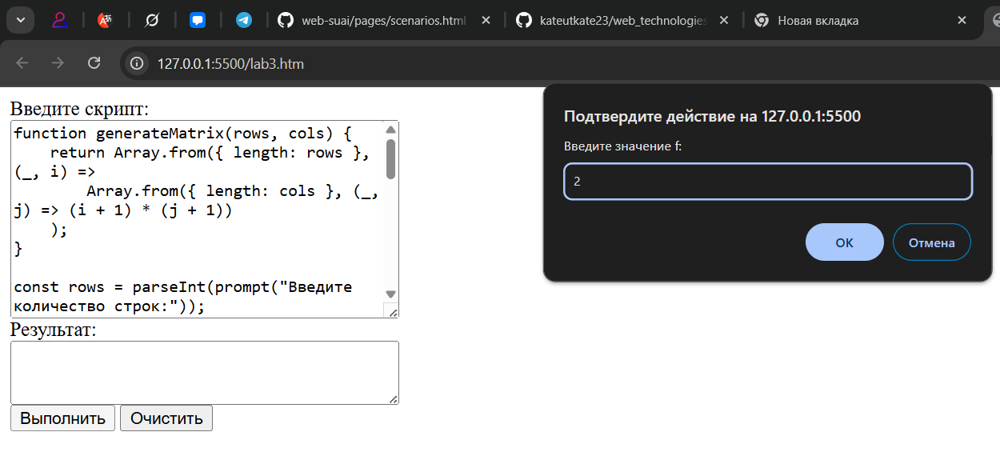 web-suai/pages/scenarios.html
kateutkate23/web_technologies
Новая вкладка
127.0.0.1:5500/lab3.htm
Введите скрипт:
function generateMatrix(rows, cols) {
    return Array.from({ length: rows },
(_, i) =>
        Array.from({ length: cols }, (_,
j) => (i + 1) * (j + 1))
    );
}
const rows = parseInt(prompt("Введите
количество строк:"));
Результат:
Выполнить Очистить
Подтвердите действие на 127.0.0.1:5500
Введите значение f:
2
ОК Отмена